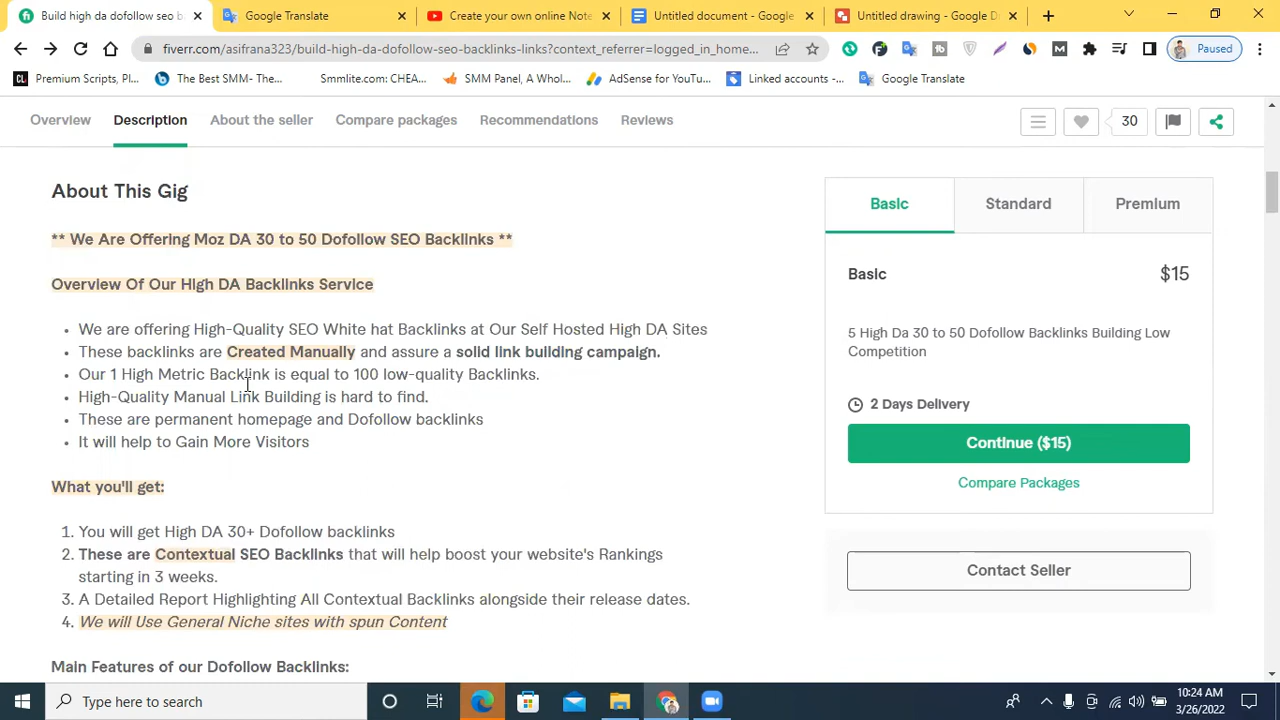 Build high da dofollow seo b
Google Translate
Create your own online Note
Untitled document - Google
Untitled drawing - Google D
fiverr.com/asifrana323/build-high-da-dofollow-seo-backlinks-links?context_referrer=logged_in_home...
Paused
Premium Scripts, Pl...
The Best SMM- The...
Smmlite.com: CHEA...
SMM Panel, A Whol...
AdSense for YouTu...
Linked accounts -...
Google Translate
Overview
Description
About the seller
Compare packages
Recommendations
Reviews
30
About This Gig
** We Are Offering Moz DA 30 to 50 Dofollow SEO Backlinks **
Overview Of Our High DA Backlinks Service
• We are offering High-Quality SEO White hat Backlinks at Our Self Hosted High DA Sites
• These backlinks are Created Manually and assure a solid link building campaign.
• Our 1 High Metric Backlink is equal to 100 low-quality Backlinks.
• High-Quality Manual Link Building is hard to find.
• These are permanent homepage and Dofollow backlinks
• It will help to Gain More Visitors
What you'll get:
1. You will get High DA 30+ Dofollow backlinks
2. These are Contextual SEO Backlinks that will help boost your website's Rankings
starting in 3 weeks.
3. A Detailed Report Highlighting All Contextual Backlinks alongside their release dates.
4. We will Use General Niche sites with spun Content
Main Features of our Dofollow Backlinks:
Basic
Standard
Premium
Basic
$15
5 High Da 30 to 50 Dofollow Backlinks Building Low
Competition
2 Days Delivery
Continue ($15)
Compare Packages
Contact Seller
Type here to search
10:24 AM
3/26/2022